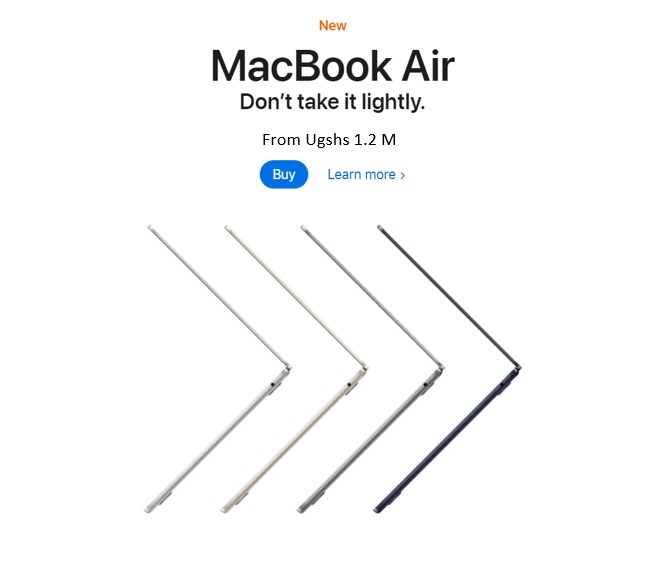 New
MacBook Air
Don’t take it lightly.
From Ugshs 1.2 M
Buy
Learn more >